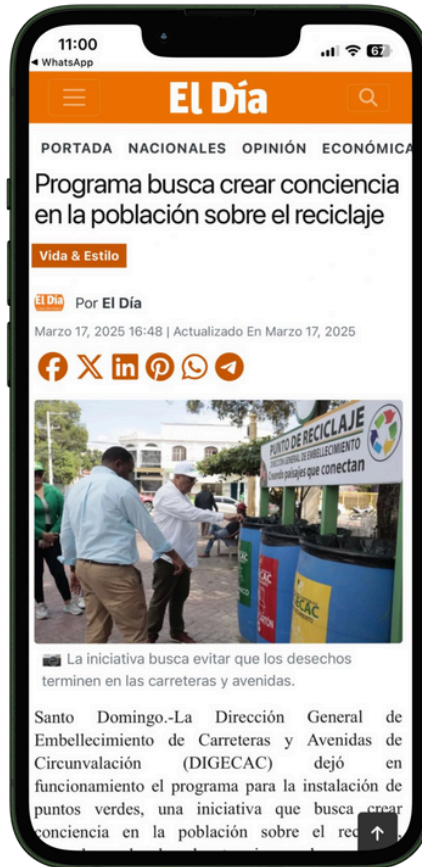 11:00
WhatsApp
67
El Día
PORTADA NACIONALES OPINIÓN ECONÓMICA
Programa busca crear conciencia
en la población sobre el reciclaje
Vida & Estilo
El Día
Por El Día
Marzo 17, 2025 16:48 | Actualizado En Marzo 17, 2025
PUNTO DE RECICLAJE
DIRECCIÓN GENERAL DE EMBELLECIMIENTO
Creando paisajes que conectan
La iniciativa busca evitar que los desechos
terminen en las carreteras y avenidas.
Santo Domingo.-La Dirección General de
Embellecimiento de Carreteras y Avenidas de
Circunvalación (DIGECAC) dejó en
funcionamiento el programa para la instalación de
puntos verdes, una iniciativa que busca crear
conciencia en la población sobre el